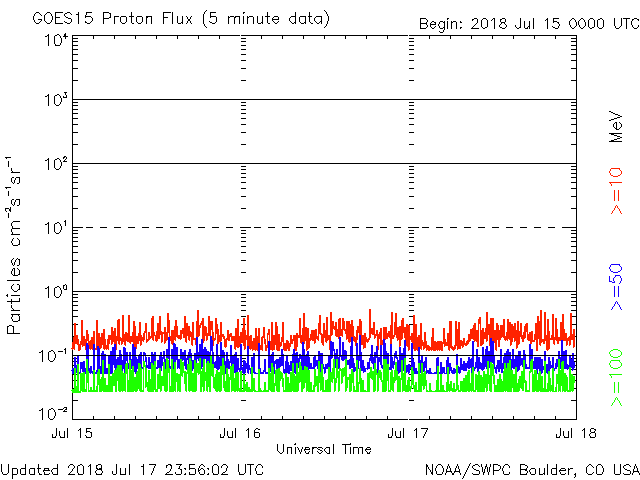 GOES15 Proton Flux (5 minute data)
Begin: 2018 Jul 15 0000 UTC
10⁴
10³
10²
10¹
10⁰
10⁻¹
10⁻²
Particles cm⁻²s⁻¹sr⁻¹
MeV
>=10
>=50
>=100
Jul 15
Jul 16
Jul 17
Jul 18
Universal Time
Updated 2018 Jul 17 23:56:02 UTC
NOAA/SWPC Boulder, CO USA